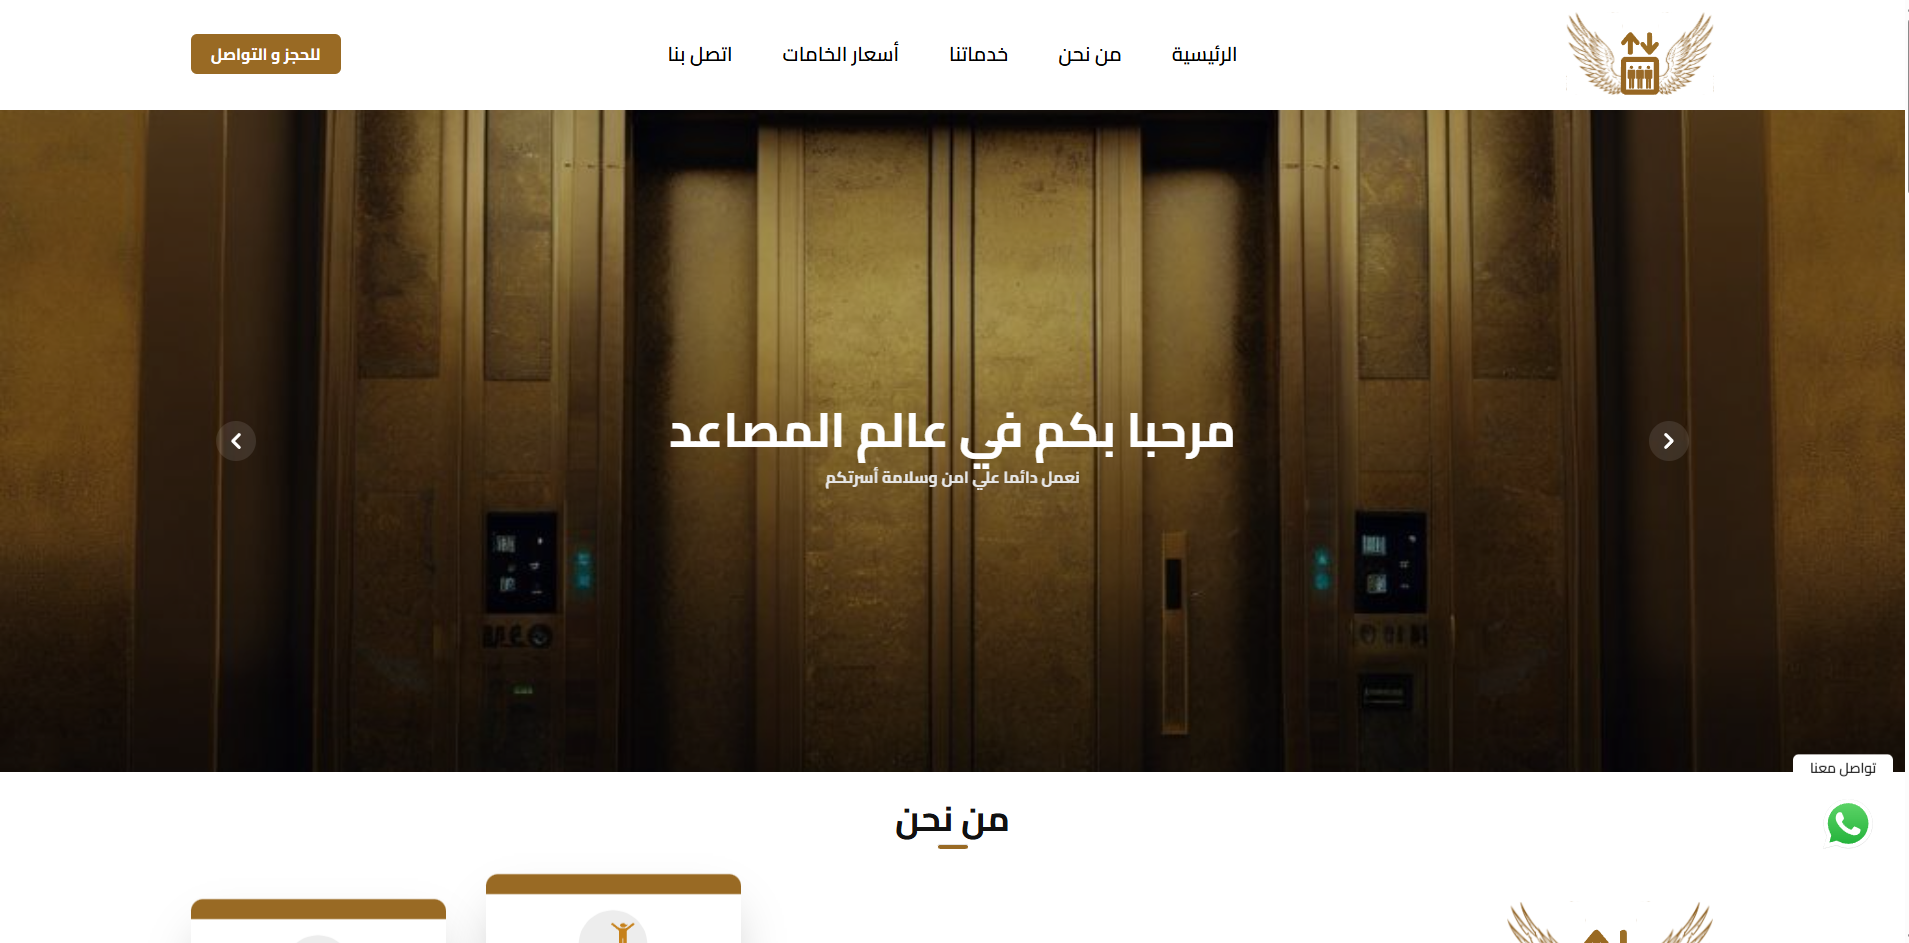 الرئيسية
من نحن
خدماتنا
أسعار الخامات
اتصل بنا
للحجز و التواصل
مرحبا بكم في عالم المصاعد
نعمل دائما علي امن وسلامة أسرتكم
تواصل معنا
من نحن